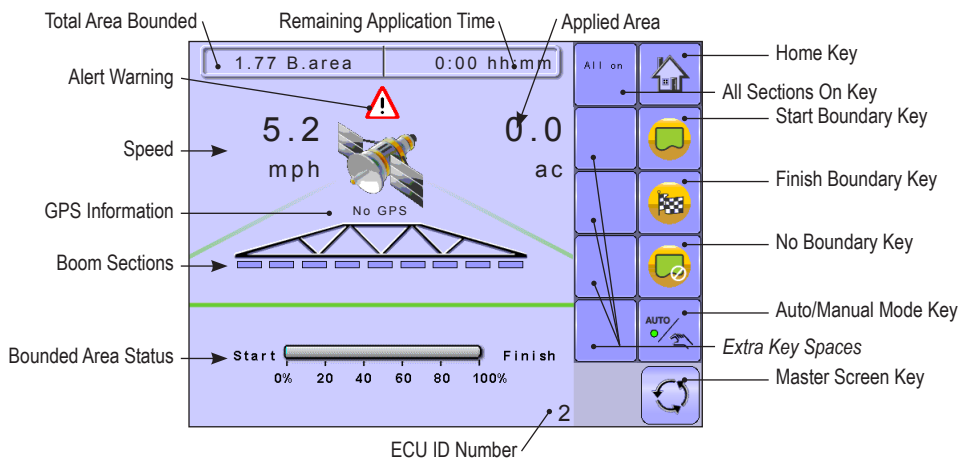 Total Area Bounded
Remaining Application Time
Applied Area
1.77 B.area
0:00 hh:mm
All on
Home Key
Alert Warning
All Sections On Key
5.2
0.0
Start Boundary Key
Speed
mph
ac
Finish Boundary Key
GPS Information
No GPS
No Boundary Key
Boom Sections
AUTO
Auto/Manual Mode Key
Bounded Area Status
Start
Finish
Extra Key Spaces
0% 20 40 60 80 100%
Master Screen Key
2
ECU ID Number